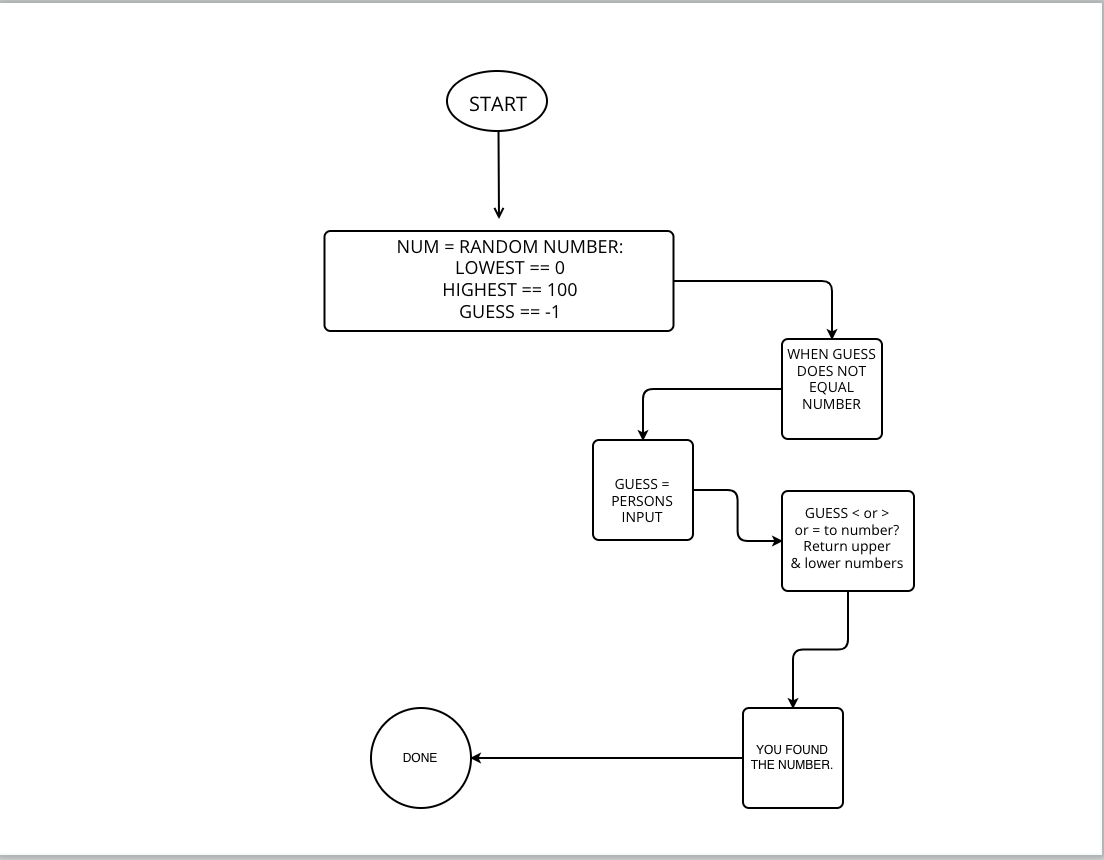 START
NUM = RANDOM NUMBER:
LOWEST == 0
HIGHEST == 100
GUESS == -1
WHEN GUESS
DOES NOT
EQUAL
NUMBER
GUESS =
PERSONS
INPUT
GUESS < or >
or = to number?
Return upper
& lower numbers
YOU FOUND
THE NUMBER.
DONE